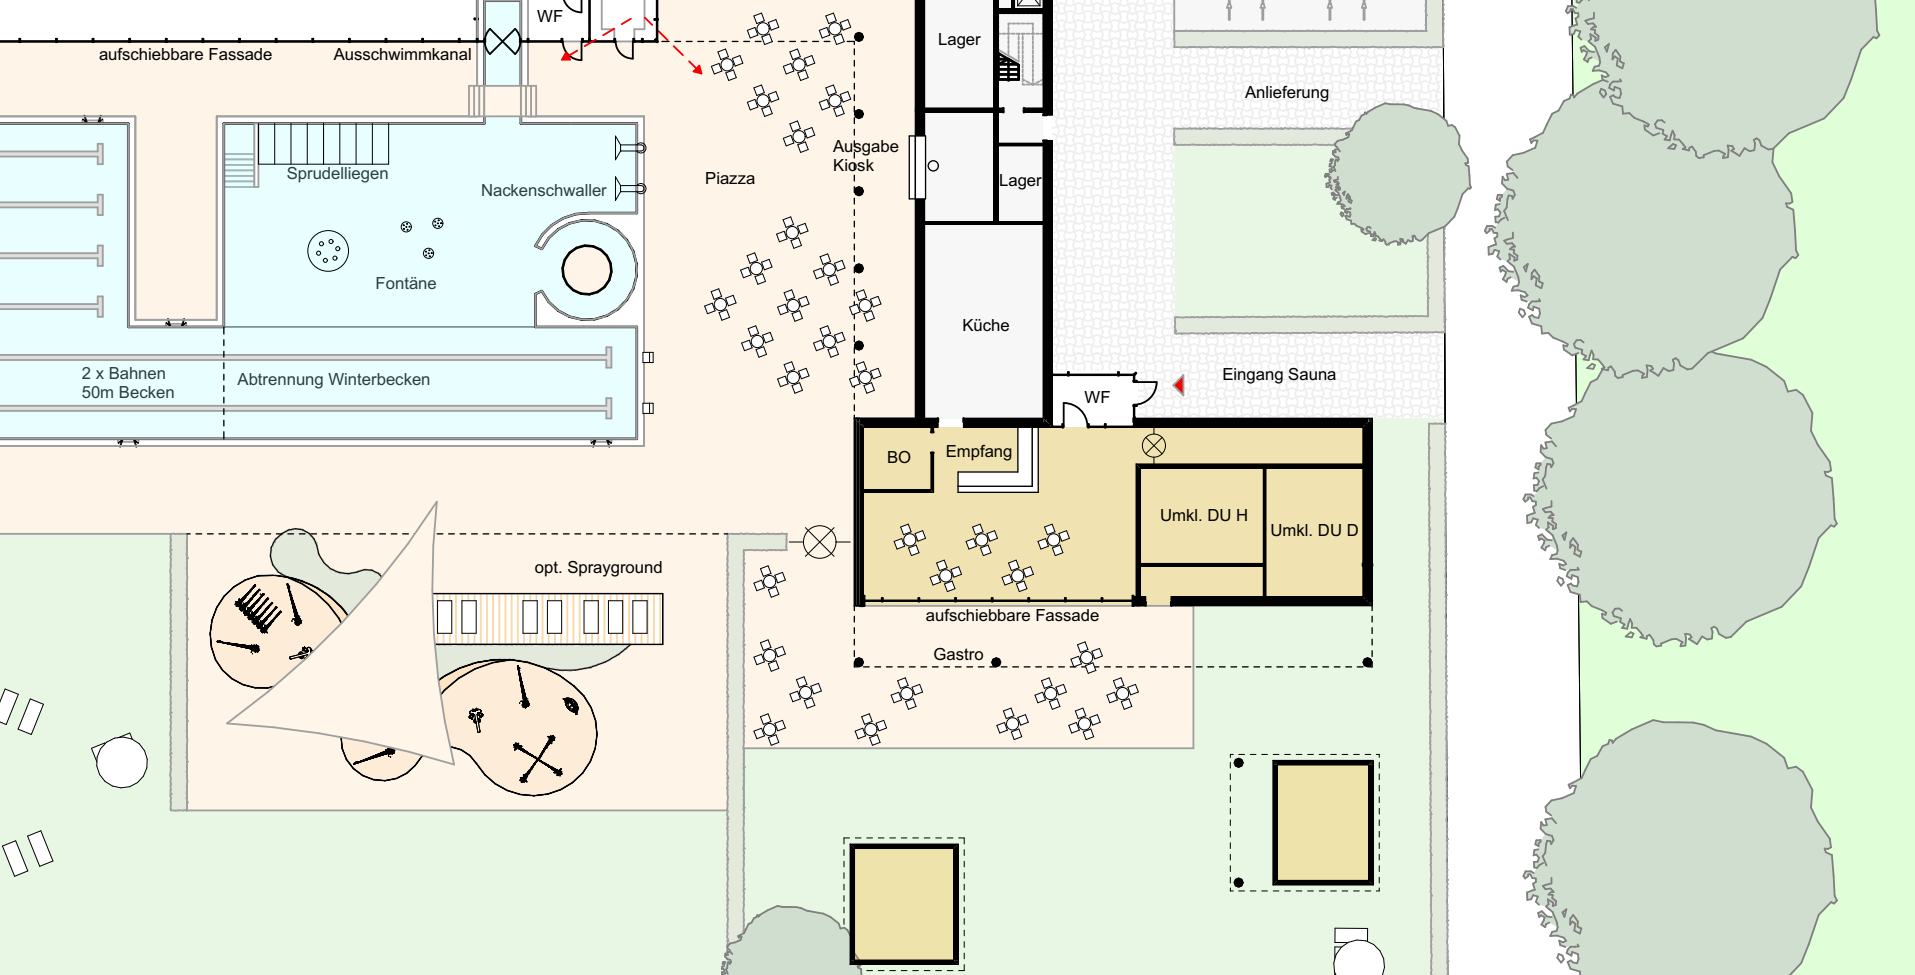 WF
aufschiebbare Fassade
Ausschwimmkanal
Lager
Anlieferung
Ausgabe
Kiosk
Sprudelliegen
Nackenschwaller
Piazza
Lager
Fontäne
Küche
2 x Bahnen
50m Becken
Abtrennung Winterbecken
Eingang Sauna
WF
BO
Empfang
Umkl. DU H
Umkl. DU D
opt. Sprayground
aufschiebbare Fassade
Gastro